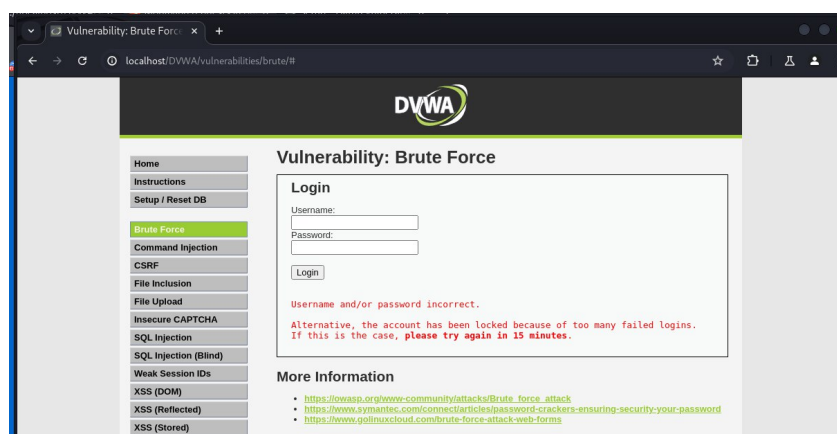 Vulnerability: Brute Forc
localhost/DVWA/vulnerabilities/brute/#
DVWA
Home
Instructions
Setup / Reset DB
Brute Force
Command Injection
CSRF
File Inclusion
File Upload
Insecure CAPTCHA
SQL Injection
SQL Injection (Blind)
Weak Session IDs
XSS (DOM)
XSS (Reflected)
XSS (Stored)
Vulnerability: Brute Force
Login
Username:
Password:
Login
Username and/or password incorrect.
Alternative, the account has been locked because of too many failed logins.
If this is the case, please try again in 15 minutes.
More Information
https://owasp.org/www-community/attacks/Brute_force_attack
https://www.symantec.com/connect/articles/password-crackers-ensuring-security-your-password
https://www.golinuxcloud.com/brute-force-attack-web-forms